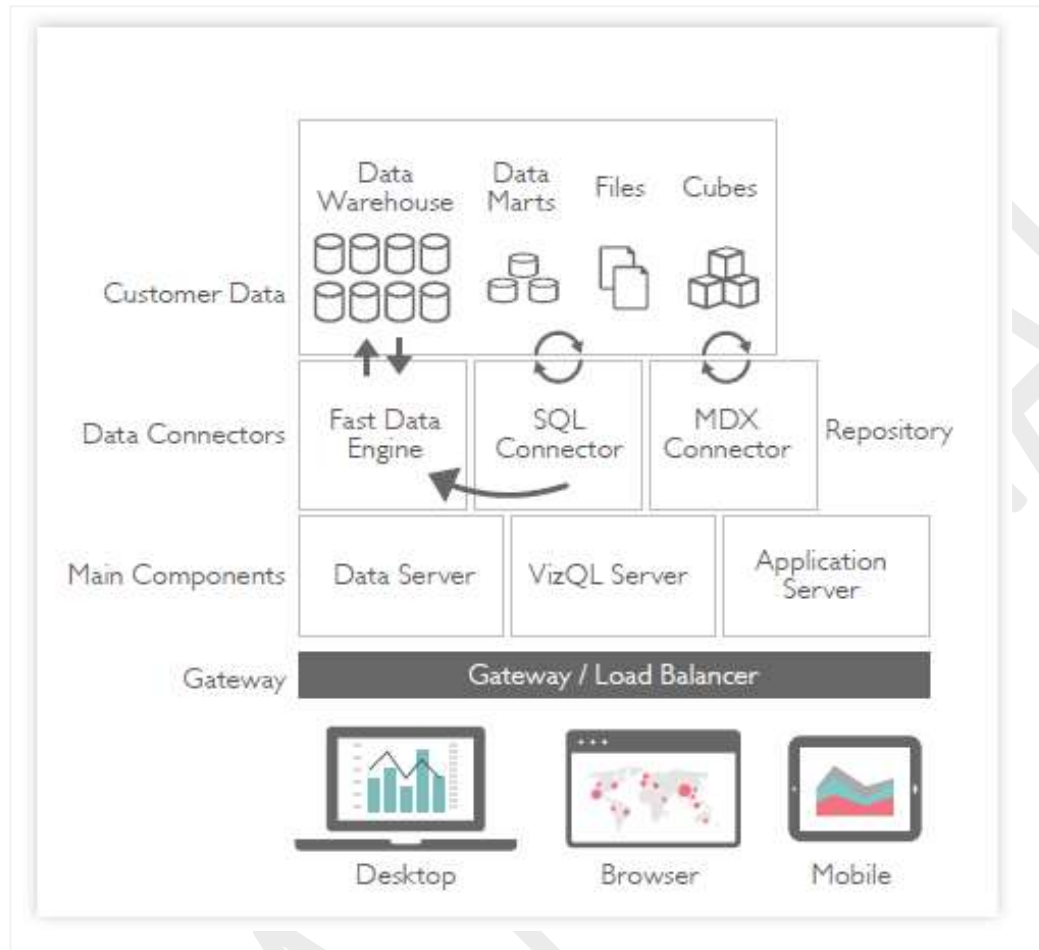 Data Warehouse
Data Marts
Files
Cubes
Customer Data
Data Connectors
Fast Data Engine
SQL Connector
MDX Connector
Repository
Main Components
Data Server
VizQL Server
Application Server
Gateway
Gateway / Load Balancer
Desktop
Browser
Mobile